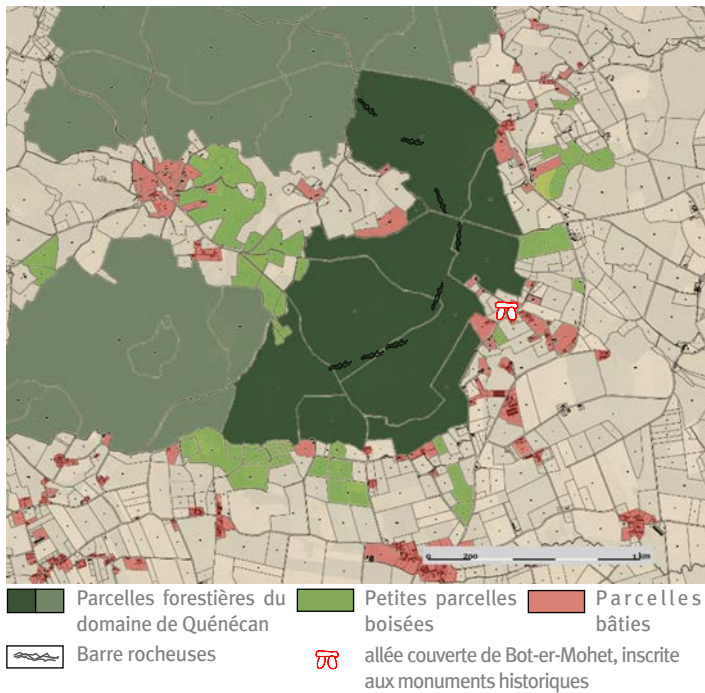 0 200 1 km
Parcelles forestières du
domaine de Quénécan
Petites parcelles
boisées
Parcelles
bâties
Barre rocheuses
allée couverte de Bot-er-Mohet, inscrite
aux monuments historiques